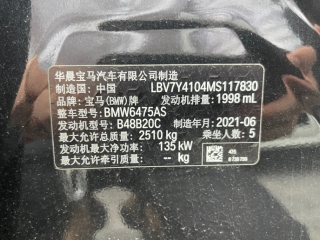 华晨宝马汽车有限公司制造
制造国：中国 LBV7Y4104MS117830
品牌：宝马(BMW)牌 发动机排量：1998 mL
整车型号：BMW6475AS
发动机型号：B48B20C 制造年月：2021-06
最大允许总质量：2510 kg 乘坐人数：5
发动机最大净功率：135 kW
最大允许牵引质量：-- kg